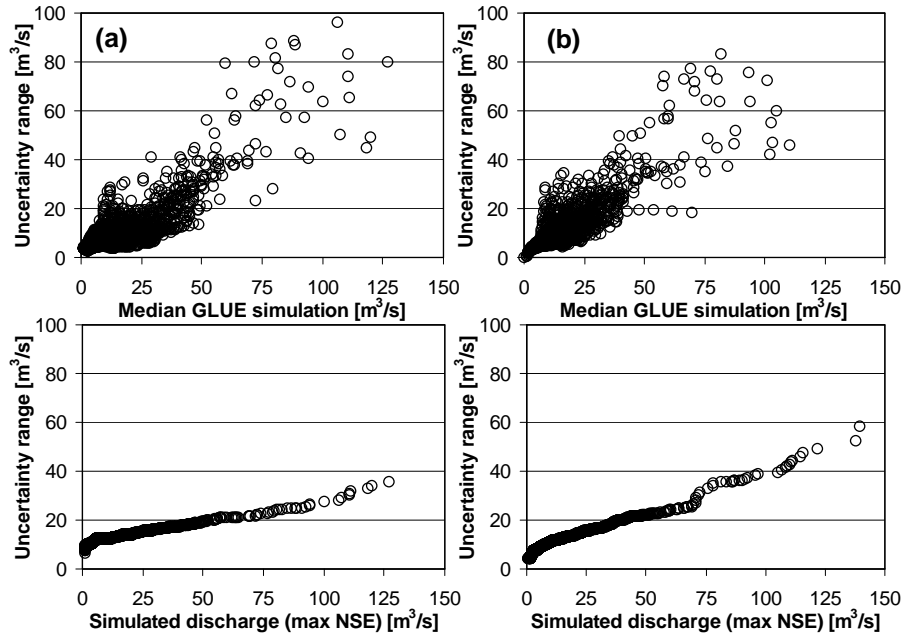 (a)
Uncertainty range [m³/s]
100
80
60
40
20
0
0 25 50 75 100 125 150
Median GLUE simulation [m³/s]
(b)
Uncertainty range [m³/s]
100
80
60
40
20
0
0 25 50 75 100 125 150
Median GLUE simulation [m³/s]
Uncertainty range [m³/s]
100
80
60
40
20
0
0 25 50 75 100 125 150
Simulated discharge (max NSE) [m³/s]
Uncertainty range [m³/s]
100
80
60
40
20
0
0 25 50 75 100 125 150
Simulated discharge (max NSE) [m³/s]